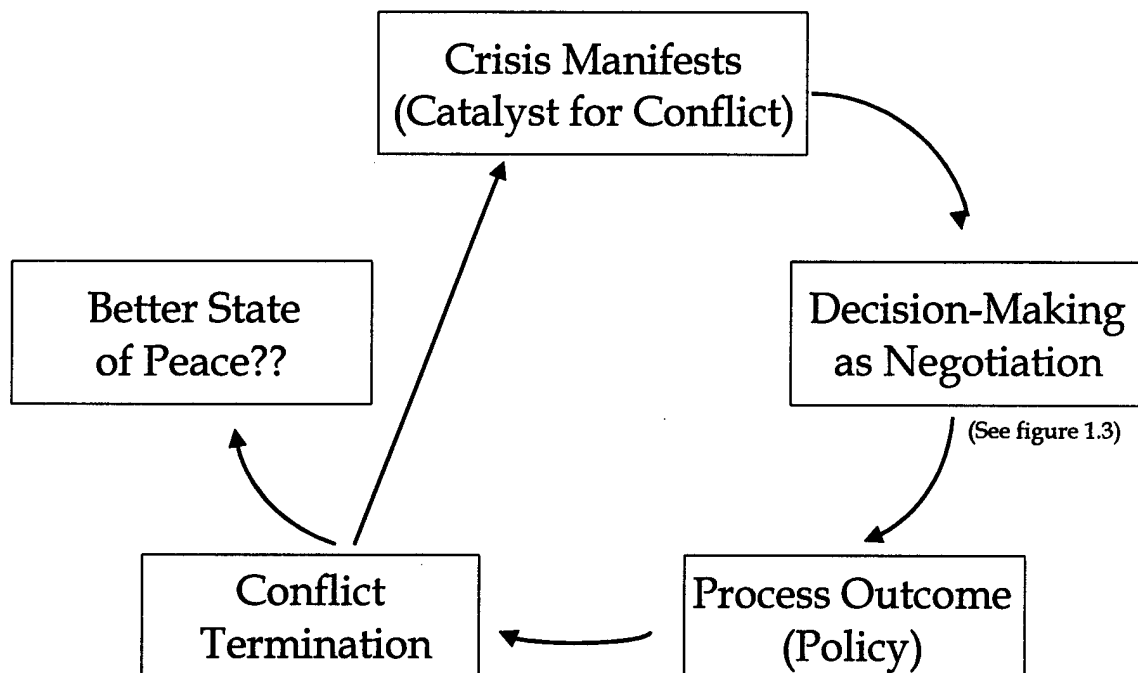 Crisis Manifests
(Catalyst for Conflict)
Better State
of Peace??
Decision-Making
as Negotiation
(See figure 1.3)
Conflict
Termination
Process Outcome
(Policy)